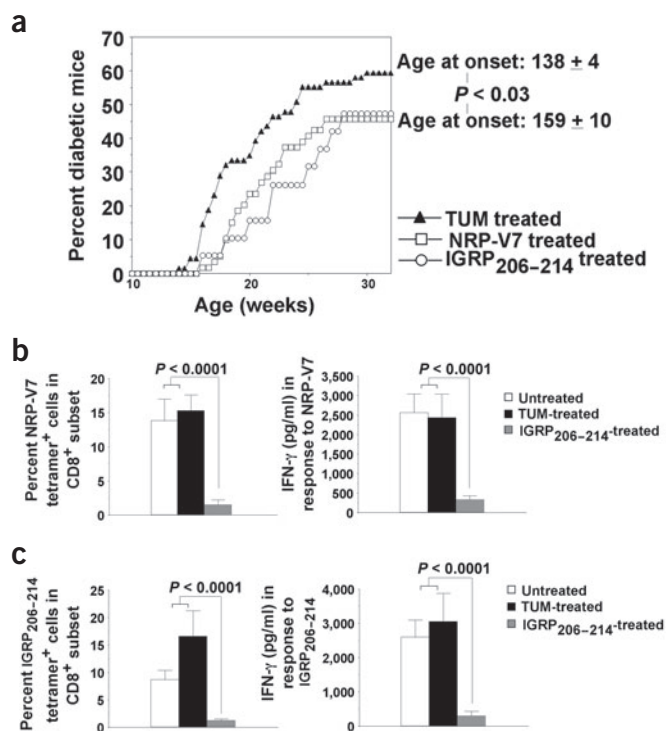 a
70
60
50
40
30
20
10
0
Percent diabetic mice
10 20 30
Age (weeks)
Age at onset: 138 ± 4
P < 0.03
Age at onset: 159 ± 10
TUM treated
NRP-V7 treated
IGRP206–214 treated
b
Percent NRP-V7
tetramer+ cells in
CD8+ subset
20
15
10
5
0
P < 0.0001
IFN-γ (pg/ml) in
response to NRP-V7
3,500
3,000
2,500
2,000
1,500
1,000
500
0
P < 0.0001
Untreated
TUM-treated
IGRP206–214-treated
c
Percent IGRP206–214
tetramer+ cells in
CD8+ subset
25
20
15
10
5
0
P < 0.0001
IFN-γ (pg/ml) in
response to
IGRP206–214
4,000
3,000
2,000
1,000
0
P < 0.0001
Untreated
TUM-treated
IGRP206–214-treated